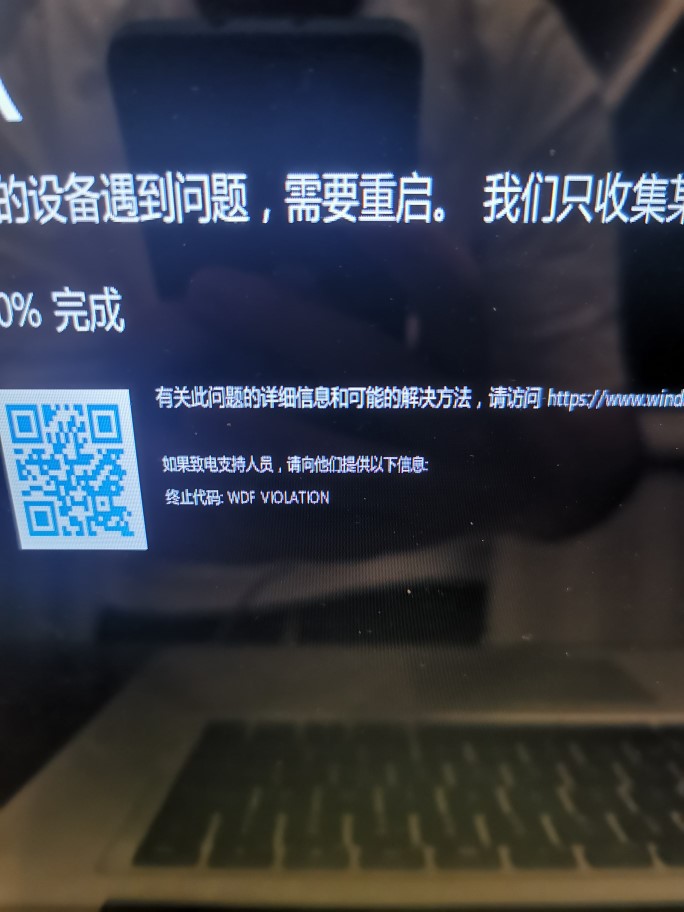 的设备遇到问题，需要重启。 我们只收集某
0% 完成
有关此问题的详细信息和可能的解决方法，请访问 https://www.wind
如果致电支持人员，请向他们提供以下信息:
终止代码: WDF VIOLATION